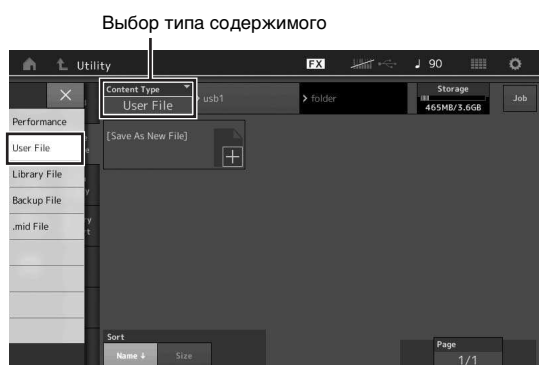 Выбор типа содержимого
Utility
FX
90
Content Type
User File
usb1
folder
Storage
465MB/3.6GB
Job
Performance
User File
Library File
Backup File
.mid File
[Save As New File]
Sort
Name
Size
Page
1/1